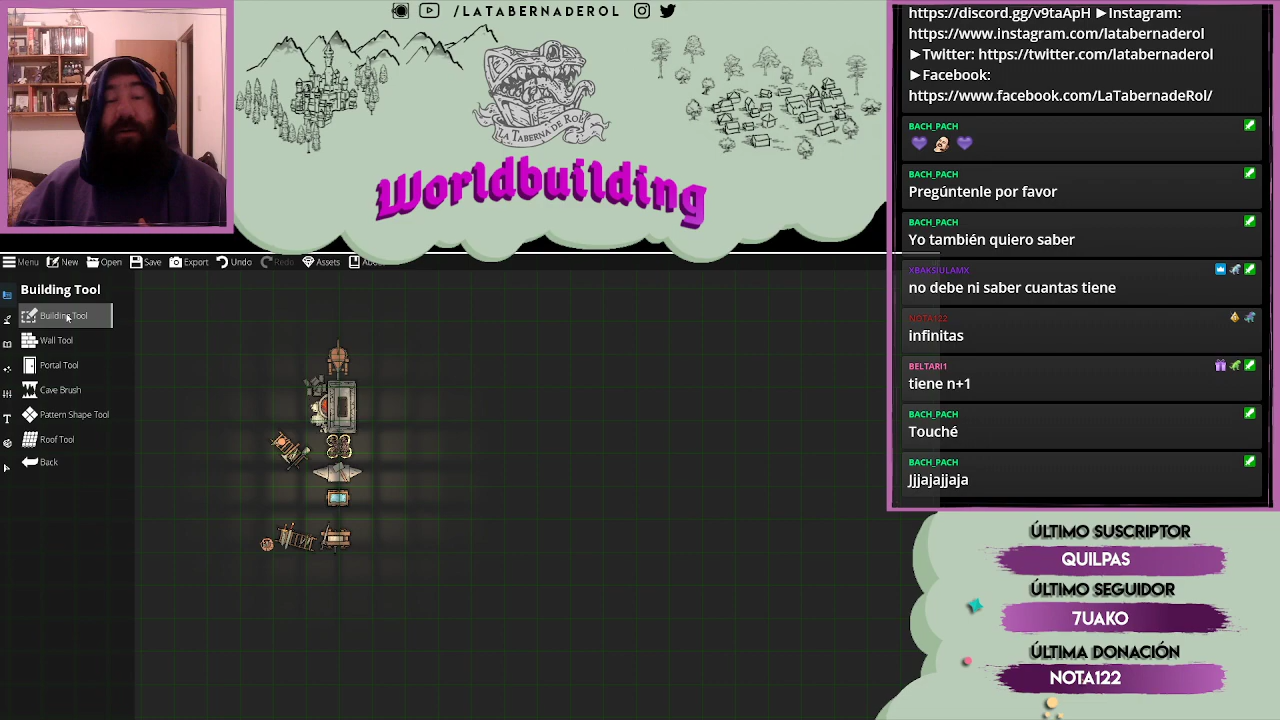 /LATABERNADEROL
LA TABERNA DE ROL
Worldbuilding
Menu New Open Save Export Undo Redo Assets
Building Tool
Building Tool
Wall Tool
Portal Tool
Cave Brush
Pattern Shape Tool
Roof Tool
Back
https://discord.gg/v9taApH ►Instagram:
https://www.instagram.com/latabernaderol
►Twitter: https://twitter.com/latabernaderol
►Facebook:
https://www.facebook.com/LaTabernadeRol/
BACH_PACH
BACH_PACH
Pregúntenle por favor
BACH_PACH
Yo también quiero saber
XBAKSIULAMX
no debe ni saber cuantas tiene
NOTA122
infinitas
BELTARI1
tiene n+1
BACH_PACH
Touché
BACH_PACH
Jjjajajjaja
ÚLTIMO SUSCRIPTOR
QUILPAS
ÚLTIMO SEGUIDOR
7UAKO
ÚLTIMA DONACIÓN
NOTA122